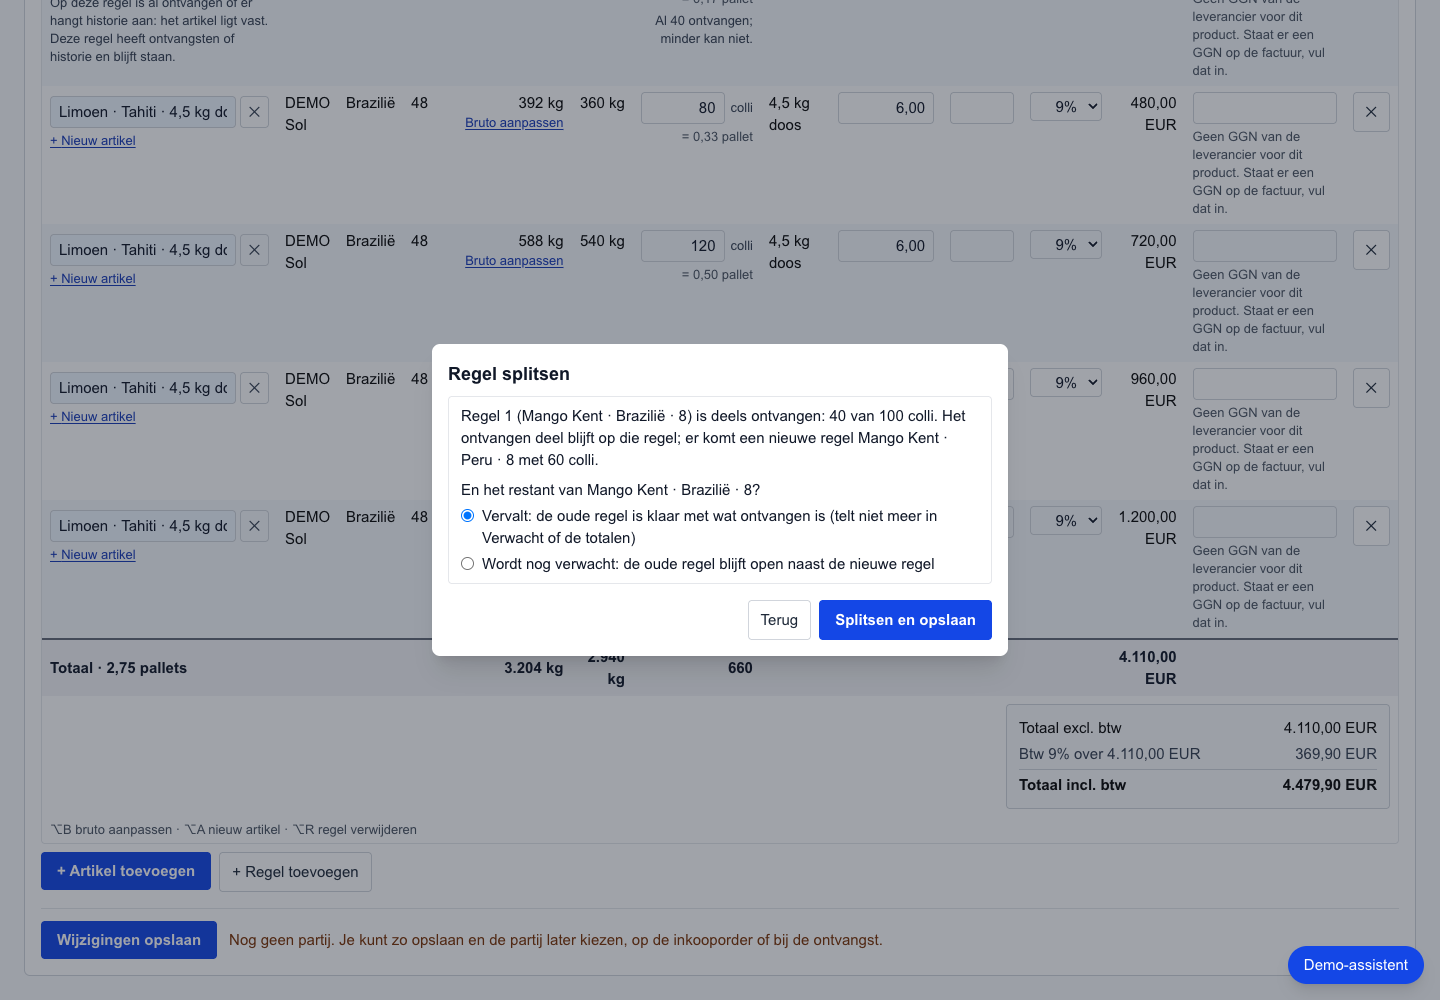 Op deze regel is al ontvangen of er
hangt historie aan: het artikel ligt vast.
Deze regel heeft ontvangsten of
historie en blijft staan.
= 0,17 pallet
Al 40 ontvangen;
minder kan niet.
Geen GGN van de
leverancier voor dit
product. Staat er een
GGN op de factuur, vul
dat in.
Limoen · Tahiti · 4,5 kg do
+ Nieuw artikel
DEMO
Sol
Brazilië
48
392 kg
Bruto aanpassen
360 kg
80 colli
= 0,33 pallet
4,5 kg
doos
6,00
9%
480,00
EUR
Geen GGN van de
leverancier voor dit
product. Staat er een
GGN op de factuur, vul
dat in.
Limoen · Tahiti · 4,5 kg do
+ Nieuw artikel
DEMO
Sol
Brazilië
48
588 kg
Bruto aanpassen
540 kg
120 colli
= 0,50 pallet
4,5 kg
doos
6,00
9%
720,00
EUR
Geen GGN van de
leverancier voor dit
product. Staat er een
GGN op de factuur, vul
dat in.
Limoen · Tahiti · 4,5 kg do
+ Nieuw artikel
DEMO
Sol
Brazilië
48
9%
960,00
EUR
Geen GGN van de
leverancier voor dit
product. Staat er een
GGN op de factuur, vul
dat in.
Limoen · Tahiti · 4,5 kg do
+ Nieuw artikel
DEMO
Sol
Brazilië
48
9%
1.200,00
EUR
Geen GGN van de
leverancier voor dit
product. Staat er een
GGN op de factuur, vul
dat in.
Regel splitsen
Regel 1 (Mango Kent · Brazilië · 8) is deels ontvangen: 40 van 100 colli. Het
ontvangen deel blijft op die regel; er komt een nieuwe regel Mango Kent ·
Peru · 8 met 60 colli.
En het restant van Mango Kent · Brazilië · 8?
Vervalt: de oude regel is klaar met wat ontvangen is (telt niet meer in
Verwacht of de totalen)
Wordt nog verwacht: de oude regel blijft open naast de nieuwe regel
Terug
Splitsen en opslaan
Totaal · 2,75 pallets
3.204 kg
2.940
kg
660
4.110,00
EUR
Totaal excl. btw 4.110,00 EUR
Btw 9% over 4.110,00 EUR 369,90 EUR
Totaal incl. btw 4.479,90 EUR
⌥B bruto aanpassen · ⌥A nieuw artikel · ⌥R regel verwijderen
+ Artikel toevoegen
+ Regel toevoegen
Wijzigingen opslaan
Nog geen partij. Je kunt zo opslaan en de partij later kiezen, op de inkooporder of bij de ontvangst.
Demo-assistent